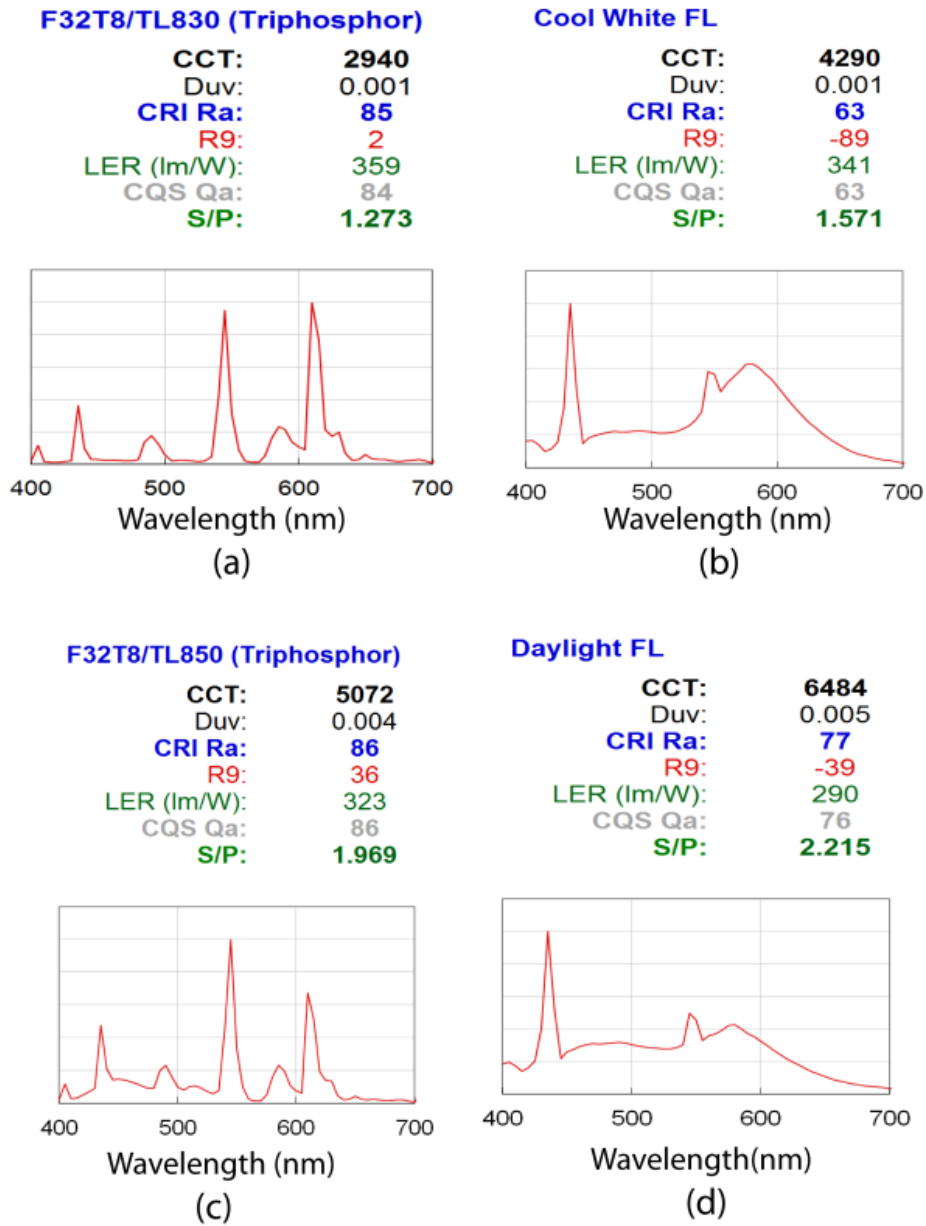 F32T8/TL830 (Triphosphor)
CCT: 2940
Duv: 0.001
CRI Ra: 85
R9: 2
LER (lm/W): 359
CQS Qa: 84
S/P: 1.273
400 500 600 700
Wavelength (nm)
(a)
Cool White FL
CCT: 4290
Duv: 0.001
CRI Ra: 63
R9: -89
LER (lm/W): 341
CQS Qa: 63
S/P: 1.571
400 500 600 700
Wavelength (nm)
(b)
F32T8/TL850 (Triphosphor)
CCT: 5072
Duv: 0.004
CRI Ra: 86
R9: 36
LER (lm/W): 323
CQS Qa: 86
S/P: 1.969
400 500 600 700
Wavelength (nm)
(c)
Daylight FL
CCT: 6484
Duv: 0.005
CRI Ra: 77
R9: -39
LER (lm/W): 290
CQS Qa: 76
S/P: 2.215
400 500 600 700
Wavelength(nm)
(d)